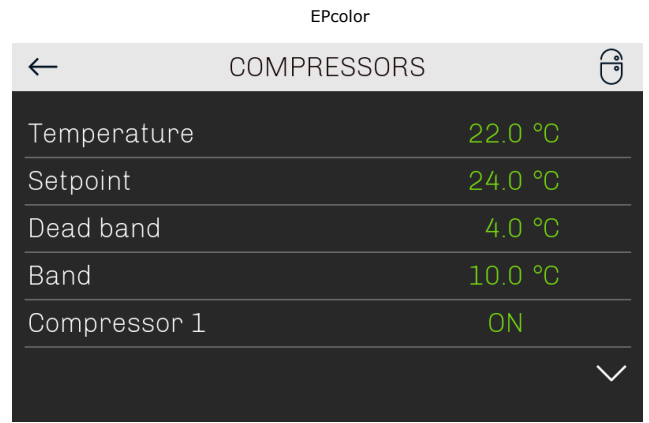 EPcolor
COMPRESSORS
Temperature 22.0 °C
Setpoint 24.0 °C
Dead band 4.0 °C
Band 10.0 °C
Compressor 1 ON